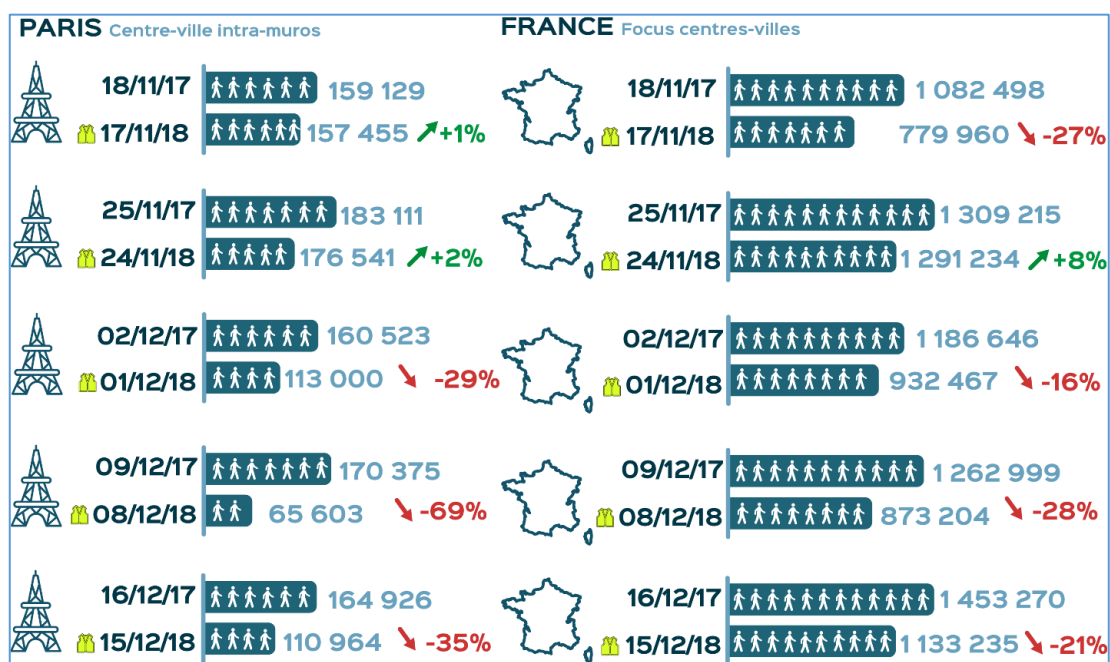 PARIS Centre-ville intra-muros
18/11/17 159 129
17/11/18 157 455 +1%
25/11/17 183 111
24/11/18 176 541 +2%
02/12/17 160 523
01/12/18 113 000 -29%
09/12/17 170 375
08/12/18 65 603 -69%
16/12/17 164 926
15/12/18 110 964 -35%
FRANCE Focus centres-villes
18/11/17 1 082 498
17/11/18 779 960 -27%
25/11/17 1 309 215
24/11/18 1 291 234 +8%
02/12/17 1 186 646
01/12/18 932 467 -16%
09/12/17 1 262 999
08/12/18 873 204 -28%
16/12/17 1 453 270
15/12/18 1 133 235 -21%